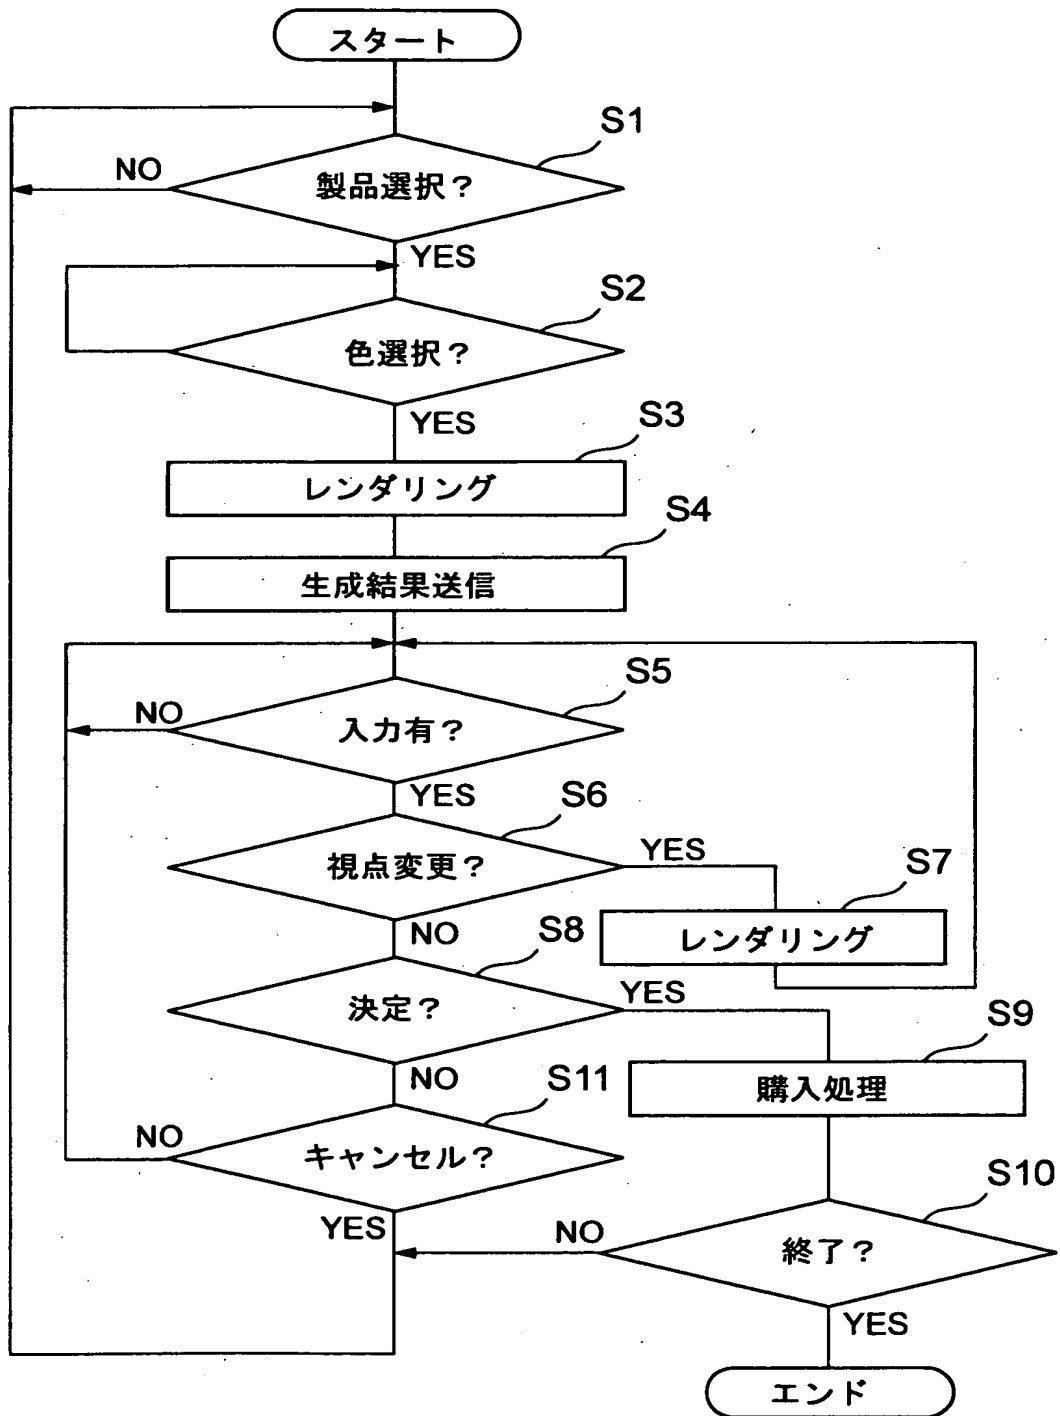 スタート
S1
NO
製品選択?
YES
S2
色選択?
YES
S3
レンダリング
S4
生成結果送信
S5
NO
入力有?
YES
S6
視点変更?
YES
S7
レンダリング
NO
S8
決定?
YES
S9
購入処理
NO
S11
NO
キャンセル?
YES
S10
NO
終了?
YES
エンド